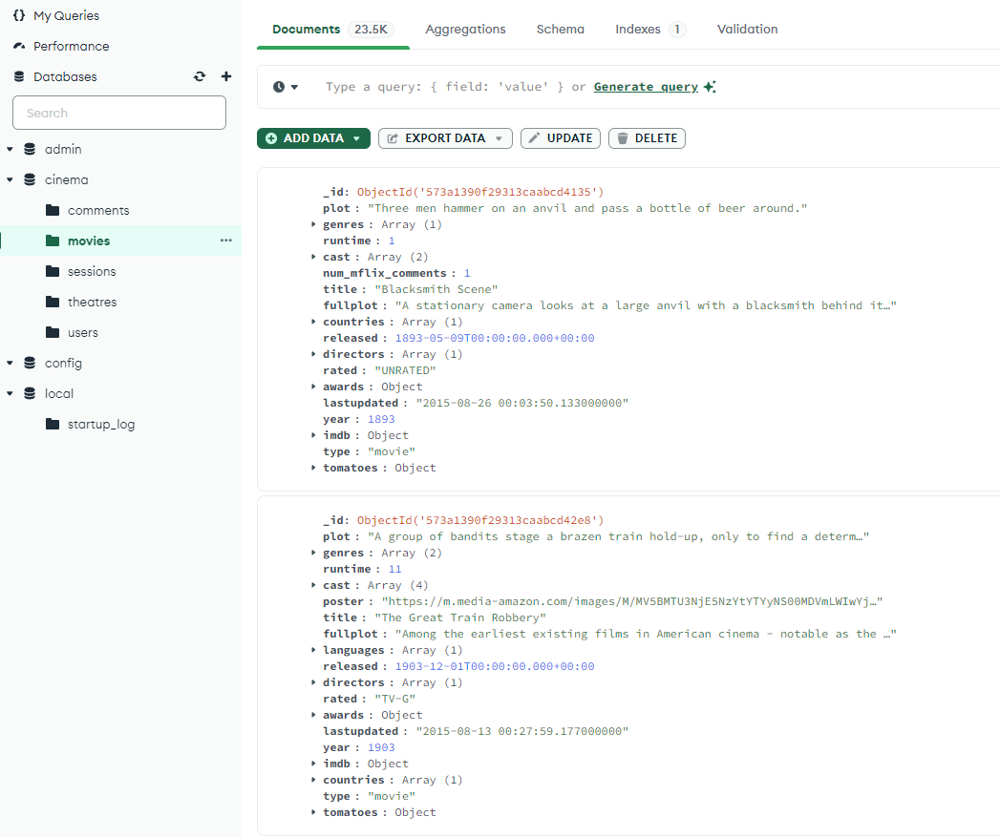 {} My Queries
Performance
Databases
Search
admin
cinema
comments
movies
sessions
theatres
users
config
local
startup_log
Documents 23.5K Aggregations Schema Indexes 1 Validation
Type a query: { field: 'value' } or Generate query
ADD DATA EXPORT DATA UPDATE DELETE
_id: ObjectId('573a1390f29313caabcd4135')
plot : "Three men hammer on an anvil and pass a bottle of beer around."
genres : Array (1)
runtime : 1
cast : Array (2)
num_mflix_comments : 1
title : "Blacksmith Scene"
fullplot : "A stationary camera looks at a large anvil with a blacksmith behind it…"
countries : Array (1)
released : 1893-05-09T00:00:00.000+00:00
directors : Array (1)
rated : "UNRATED"
awards : Object
lastupdated : "2015-08-26 00:03:50.133000000"
year : 1893
imdb : Object
type : "movie"
tomatoes : Object
_id: ObjectId('573a1390f29313caabcd42e8')
plot : "A group of bandits stage a brazen train hold-up, only to find a determ…"
genres : Array (2)
runtime : 11
cast : Array (4)
poster : "https://m.media-amazon.com/images/M/MV5BMTU3NjE5NzYtYTYyNS00MDVmLWIwYj…"
title : "The Great Train Robbery"
fullplot : "Among the earliest existing films in American cinema - notable as the …"
languages : Array (1)
released : 1903-12-01T00:00:00.000+00:00
directors : Array (1)
rated : "TV-G"
awards : Object
lastupdated : "2015-08-13 00:27:59.177000000"
year : 1903
imdb : Object
countries : Array (1)
type : "movie"
tomatoes : Object